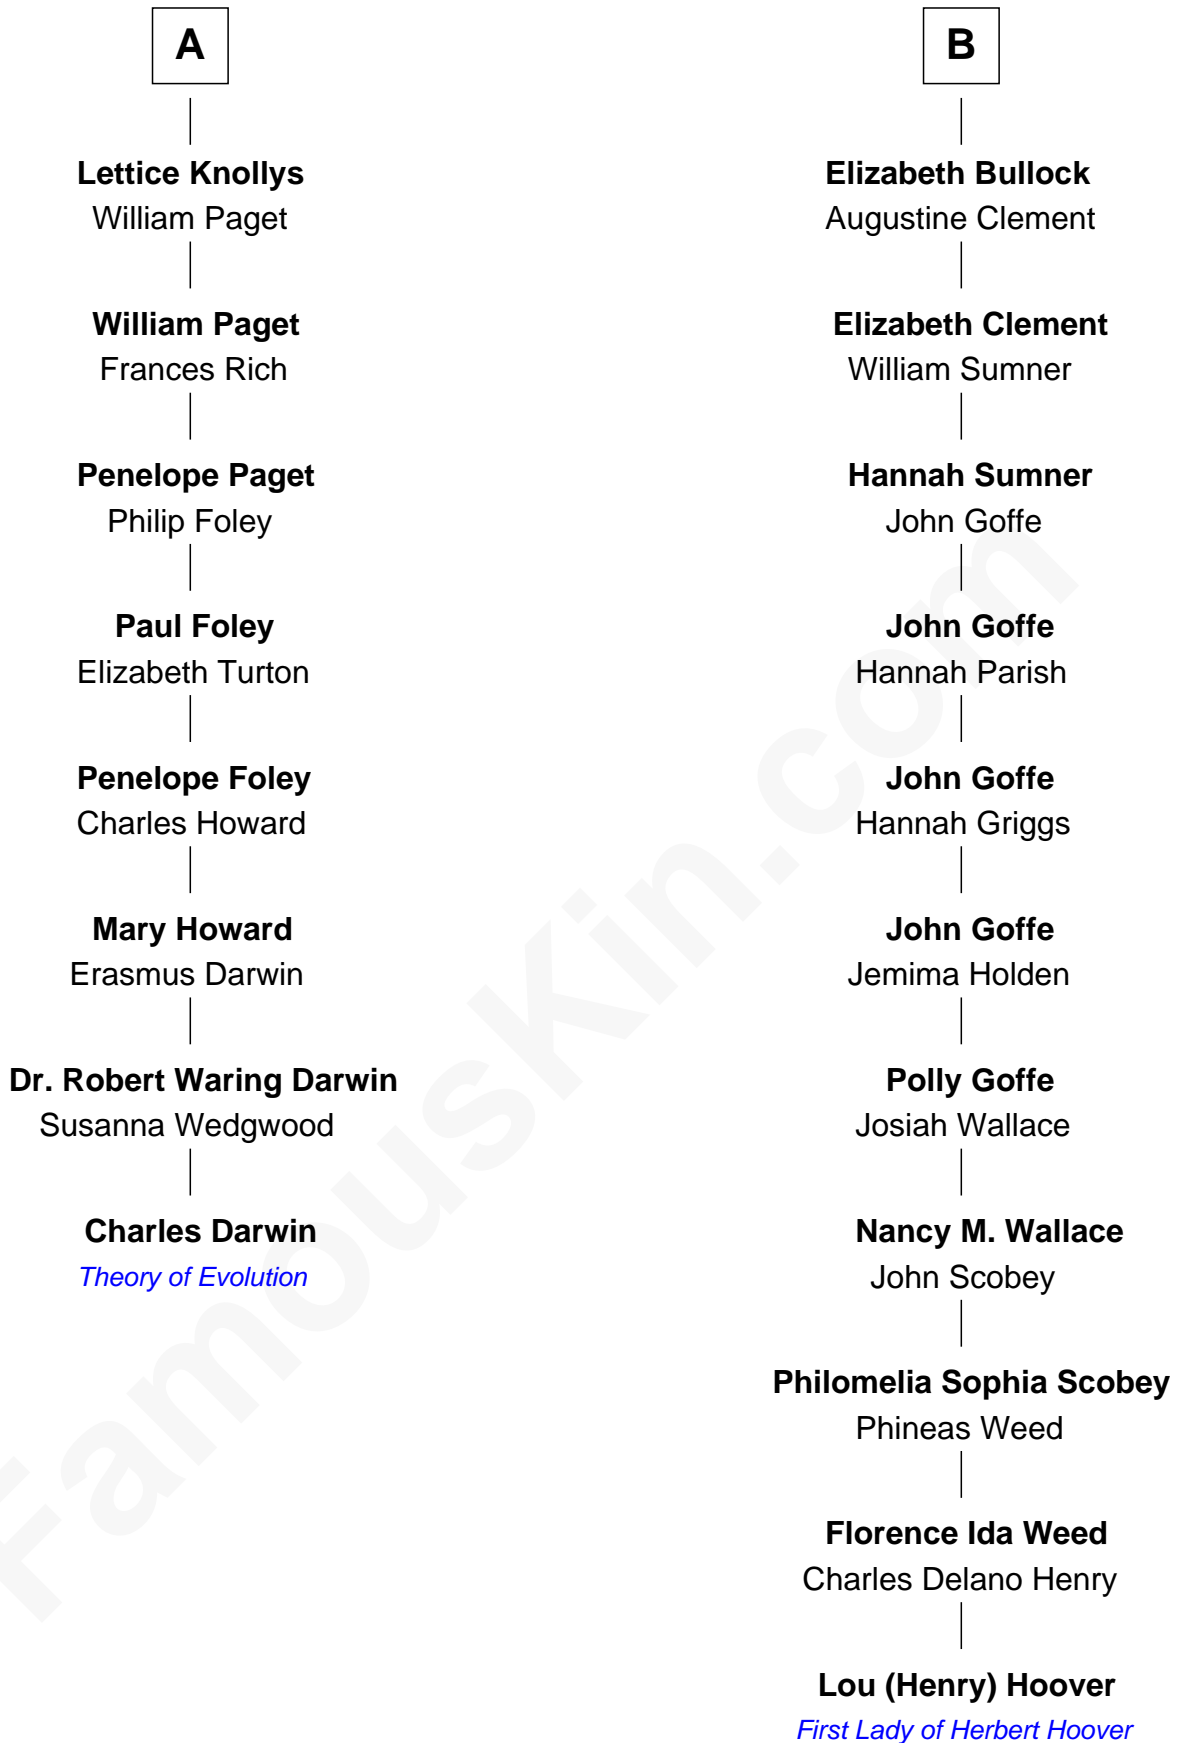 A
Lettice Knollys
William Paget
William Paget
Frances Rich
Penelope Paget
Philip Foley
Paul Foley
Elizabeth Turton
Penelope Foley
Charles Howard
Mary Howard
Erasmus Darwin
Dr. Robert Waring Darwin
Susanna Wedgwood
Charles Darwin
Theory of Evolution
B
Elizabeth Bullock
Augustine Clement
Elizabeth Clement
William Sumner
Hannah Sumner
John Goffe
John Goffe
Hannah Parish
John Goffe
Hannah Griggs
John Goffe
Jemima Holden
Polly Goffe
Josiah Wallace
Nancy M. Wallace
John Scobey
Philomelia Sophia Scobey
Phineas Weed
Florence Ida Weed
Charles Delano Henry
Lou (Henry) Hoover
First Lady of Herbert Hoover
FamousKin.com